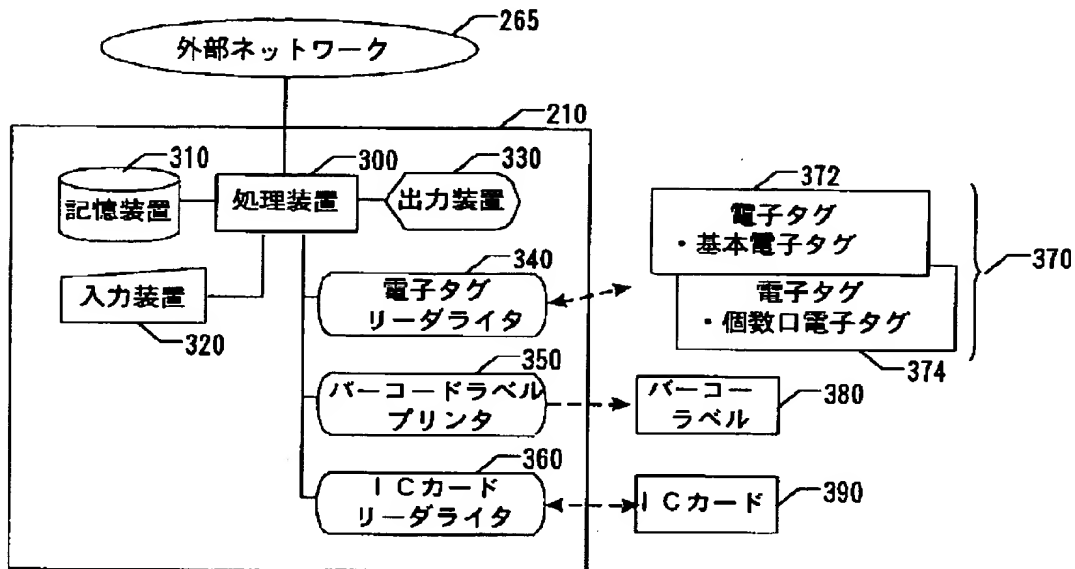 265
外部ネットワーク
210
310
300
330
記憶装置
処理装置
出力装置
入力装置
320
340
電子タグ
リーダライタ
350
バーコードラベル
プリンタ
360
ICカード
リーダライタ
372
電子タグ
・基本電子タグ
370
電子タグ
・個数口電子タグ
374
バーコー
ラベル
380
ICカード
390